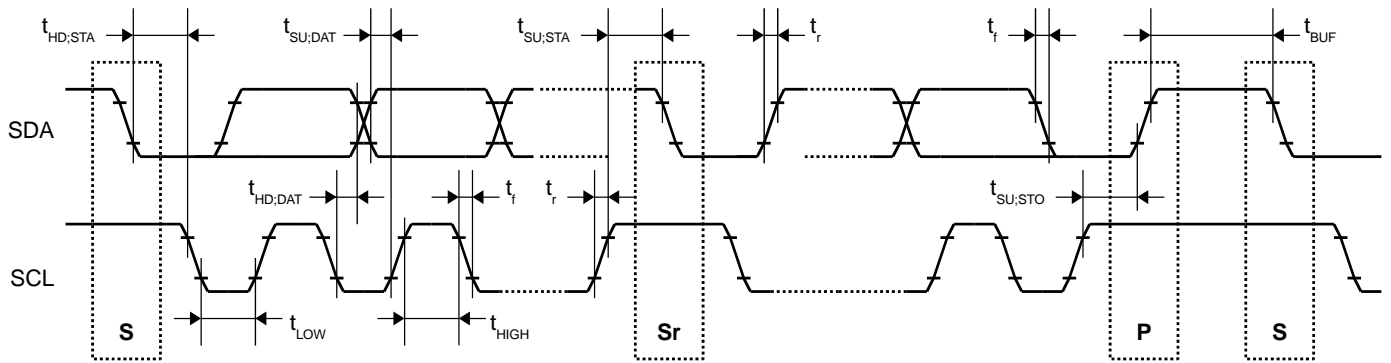 tHD;STA tSU;DAT tSU;STA tr tf tBUF
SDA
tHD;DAT tf tr tSU;STO
SCL
S tLOW tHIGH Sr P S